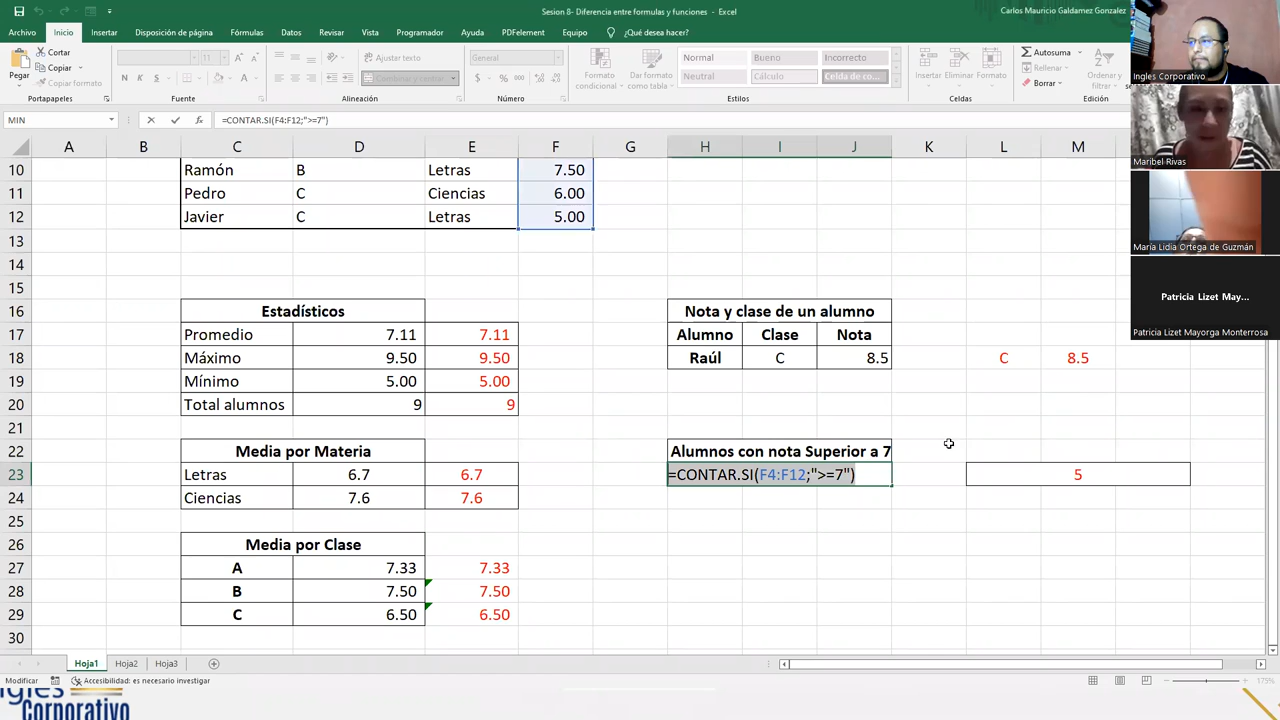 Sesion 8- Diferencia entre formulas y funciones - Excel
Carlos Mauricio Galdamez Gonzalez
Archivo Inicio Insertar Disposición de página Fórmulas Datos Revisar Vista Programador Ayuda PDFelement Equipo ¿Qué desea hacer?
Pegar
Cortar
Copiar
Copiar formato
Portapapeles
11
N
Fuente
Ajustar texto
Combinar y centrar
Alineación
General
Número
Formato condicional
Dar formato como tabla
Normal Bueno Incorrecto
Neutral Cálculo Celda de co...
Estilos
Insertar Eliminar Formato
Celdas
Autosuma
Rellenar
Borrar
Ordenar y
Edición
MIN
=CONTAR.SI(F4:F12;">=7")
A B C D E F G H I J K L M
10 Ramón B Letras 7.50
11 Pedro C Ciencias 6.00
12 Javier C Letras 5.00
13
14
15
16 Estadísticos Nota y clase de un alumno
17 Promedio 7.11 7.11 Alumno Clase Nota
18 Máximo 9.50 9.50 Raúl C 8.5 C 8.5
19 Mínimo 5.00 5.00
20 Total alumnos 9 9
21
22 Media por Materia Alumnos con nota Superior a 7
23 Letras 6.7 6.7 =CONTAR.SI(F4:F12;">=7") 5
24 Ciencias 7.6 7.6
25
26 Media por Clase
27 A 7.33 7.33
28 B 7.50 7.50
29 C 6.50 6.50
30
Hoja1 Hoja2 Hoja3
Modificar Accesibilidad: es necesario investigar
175%
Ingles Corporativo
Maribel Rivas
María Lidia Ortega de Guzmán
Patricia Lizet May...
Patricia Lizet Mayorga Monterrosa
Ingles
Corporativo